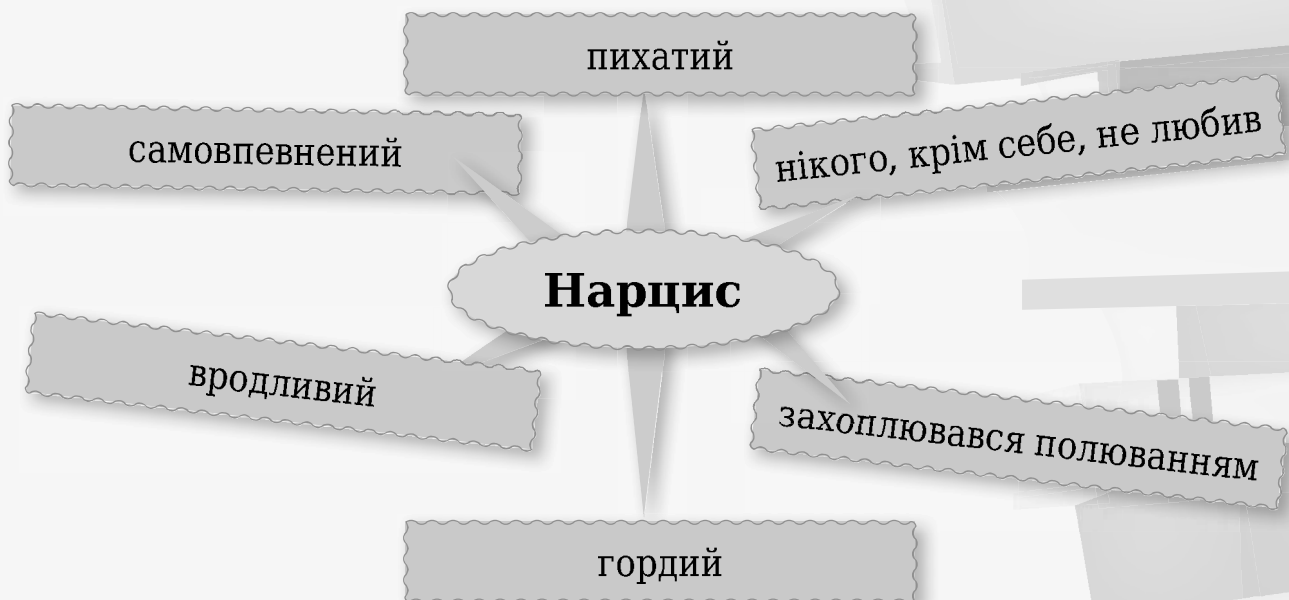 пихатий
самовпевнений
нікого, крім себе, не любив
Нарцис
вродливий
захоплювався полюванням
гордий